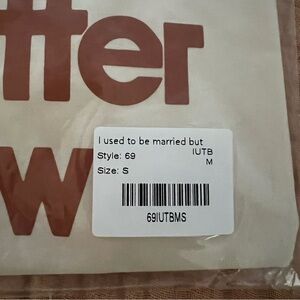 tter
w
I used to be married but
Style: 69 IUTB
M
Size: S
69IUTBMS